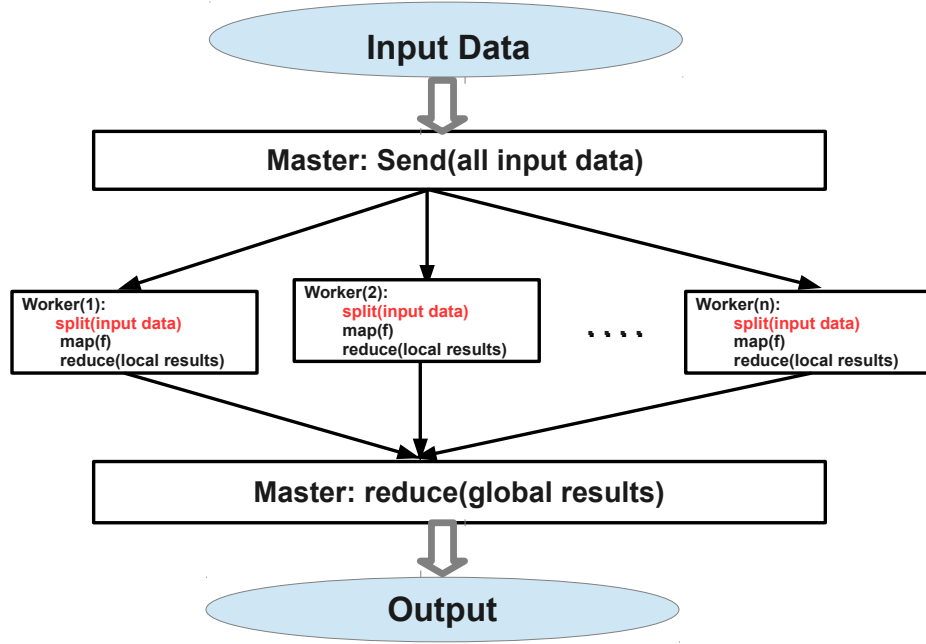 Input Data
Master: Send(all input data)
Worker(1):
split(input data)
map(f)
reduce(local results)
Worker(2):
split(input data)
map(f)
reduce(local results)
. . . .
Worker(n):
split(input data)
map(f)
reduce(local results)
Master: reduce(global results)
Output